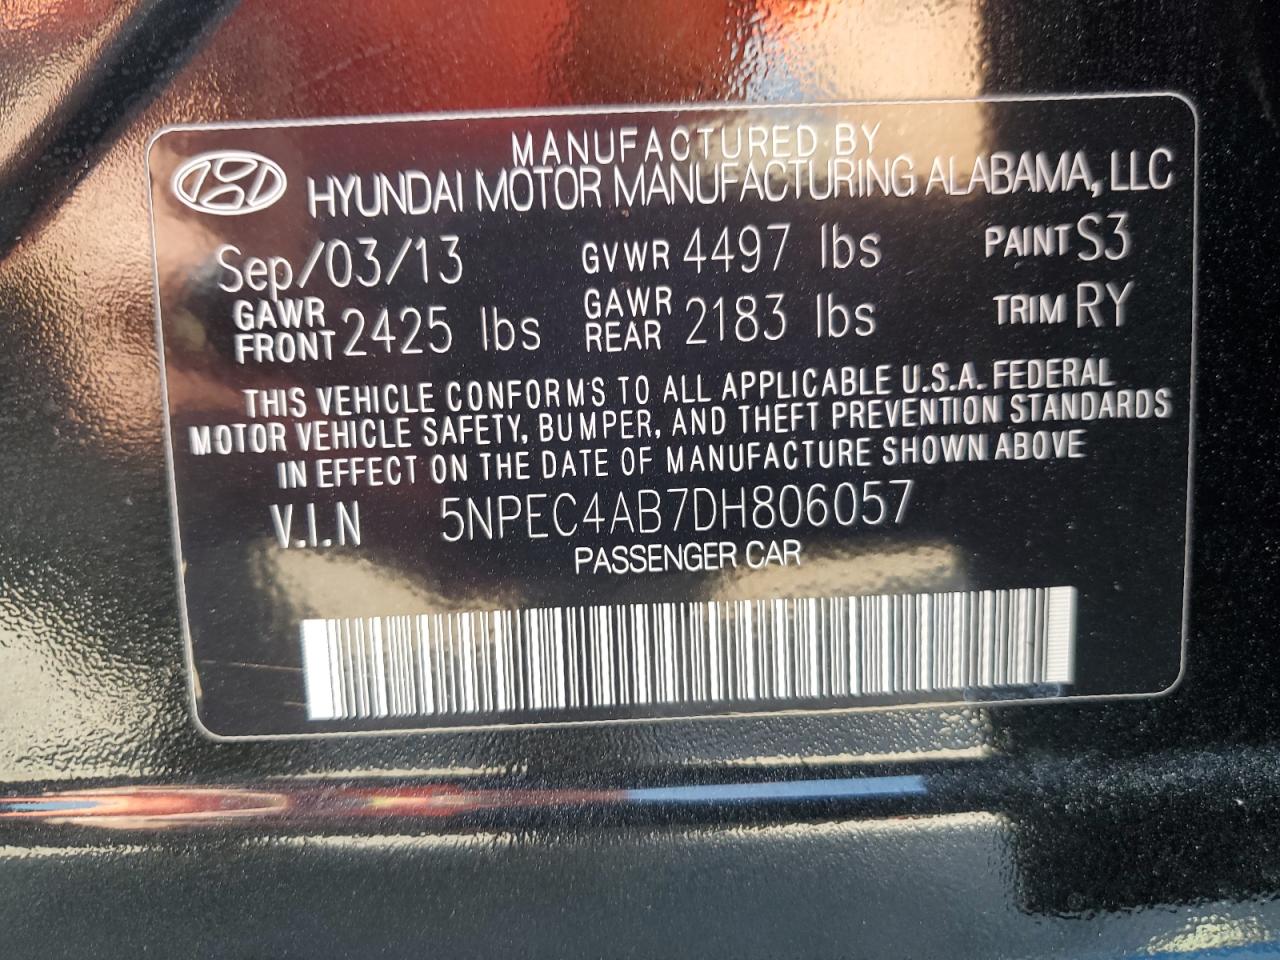 MANUFACTURED BY
HYUNDAI MOTOR MANUFACTURING ALABAMA, LLC
Sep/03/13 GVWR 4497 lbs PAINT S3
GAWR FRONT 2425 lbs GAWR REAR 2183 lbs TRIM RY
THIS VEHICLE CONFORMS TO ALL APPLICABLE U.S.A. FEDERAL
MOTOR VEHICLE SAFETY, BUMPER, AND THEFT PREVENTION STANDARDS
IN EFFECT ON THE DATE OF MANUFACTURE SHOWN ABOVE
V.I.N 5NPEC4AB7DH806057
PASSENGER CAR